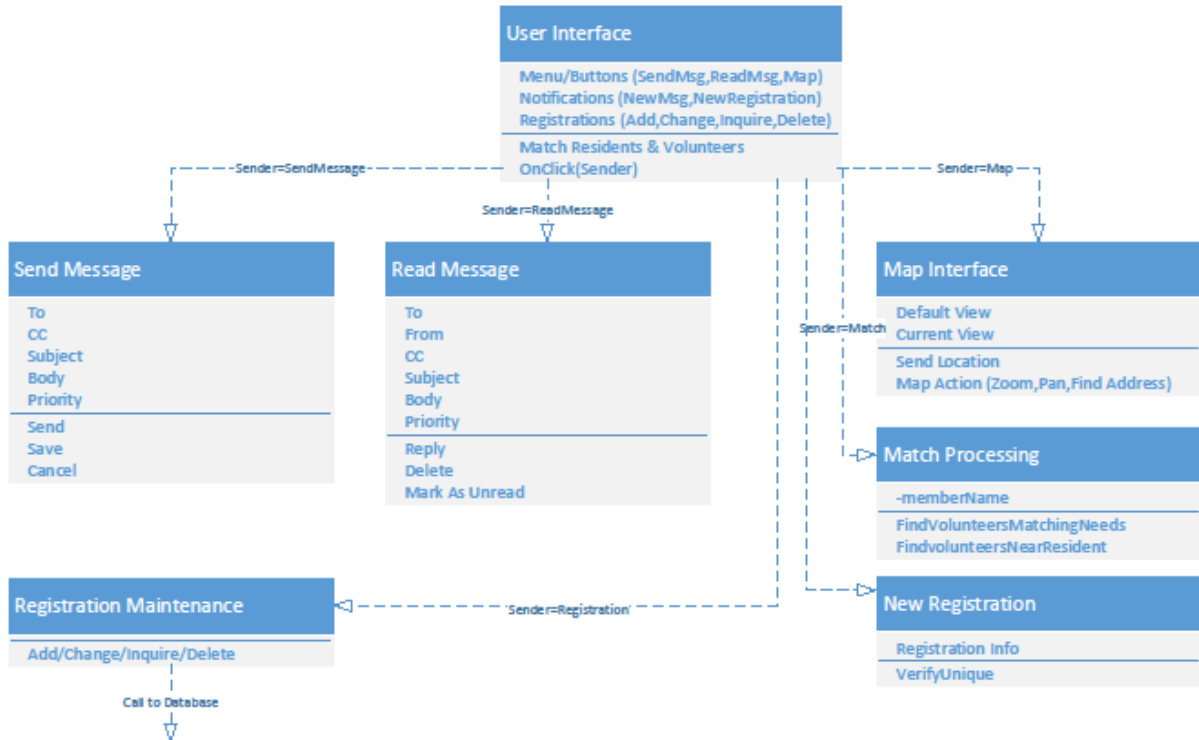 User Interface
Menu/Buttons (SendMsg,ReadMsg,Map)
Notifications (NewMsg,NewRegistration)
Registrations (Add,Change,Inquire,Delete)
Match Residents & Volunteers
OnClick(Sender)
Sender=SendMessage
Sender=ReadMessage
Sender=Map
Send Message
To
CC
Subject
Body
Priority
Send
Save
Cancel
Read Message
To
From
CC
Subject
Body
Priority
Reply
Delete
Mark As Unread
Map Interface
Default View
Current View
Send Location
Map Action (Zoom,Pan,Find Address)
Sender=Match
Match Processing
-memberName
FindVolunteersMatchingNeeds
FindvolunteersNearResident
Registration Maintenance
Add/Change/Inquire/Delete
Sender=Registration
New Registration
Registration Info
VerifyUnique
Call to Database